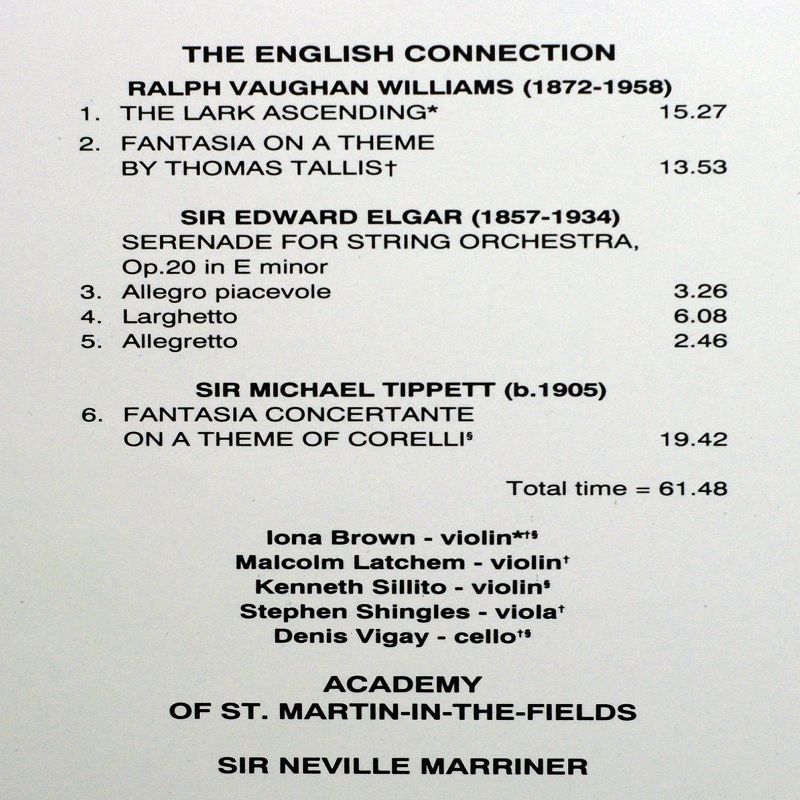 THE ENGLISH CONNECTION
RALPH VAUGHAN WILLIAMS (1872-1958)
1. THE LARK ASCENDING* 15.27
2. FANTASIA ON A THEME
BY THOMAS TALLIS† 13.53
SIR EDWARD ELGAR (1857-1934)
SERENADE FOR STRING ORCHESTRA,
Op.20 in E minor
3. Allegro piacevole 3.26
4. Larghetto 6.08
5. Allegretto 2.46
SIR MICHAEL TIPPETT (b.1905)
6. FANTASIA CONCERTANTE
ON A THEME OF CORELLI§ 19.42
Total time = 61.48
Iona Brown - violin*†§
Malcolm Latchem - violin†
Kenneth Sillito - violin§
Stephen Shingles - viola†
Denis Vigay - cello†§
ACADEMY
OF ST. MARTIN-IN-THE-FIELDS
SIR NEVILLE MARRINER